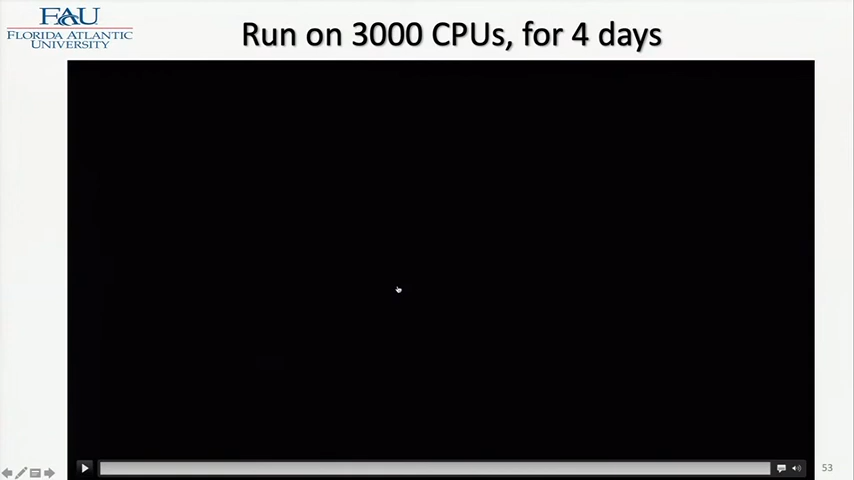 FAU
FLORIDA ATLANTIC
UNIVERSITY
Run on 3000 CPUs, for 4 days
53